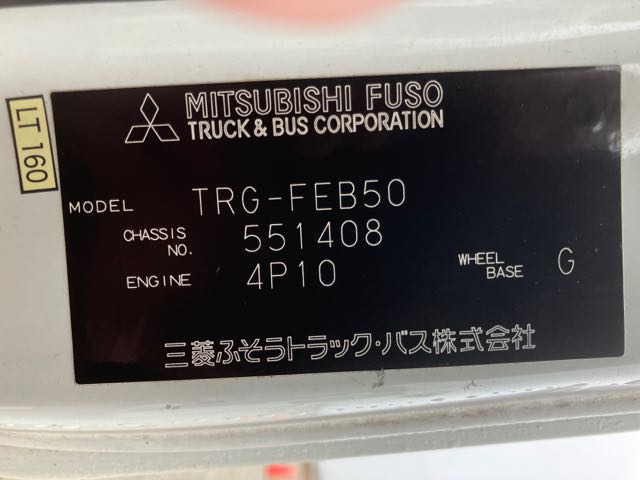 LT 160
MITSUBISHI FUSO
TRUCK & BUS CORPORATION
MODEL TRG-FEB50
CHASSIS NO. 551408
ENGINE 4P10 WHEEL BASE G
三菱ふそうトラック・バス株式会社